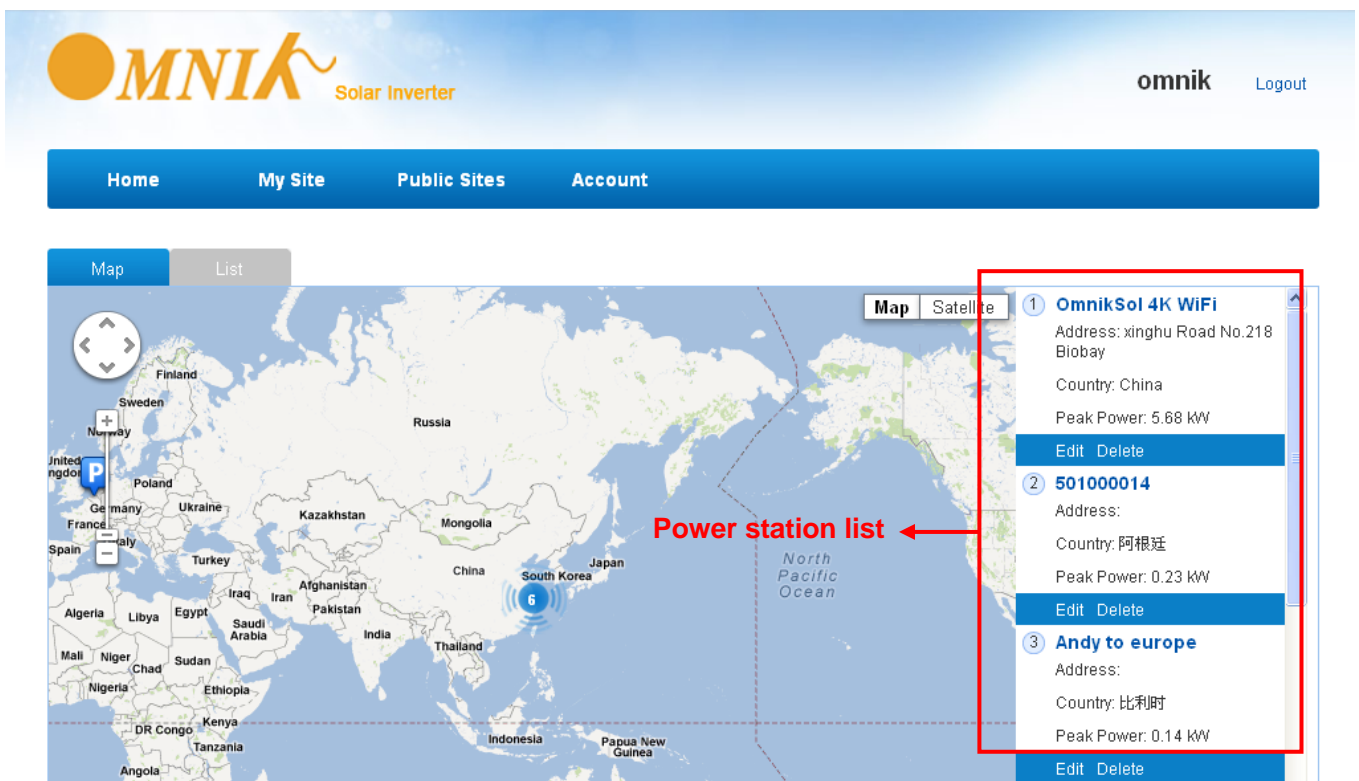 OMNIK Solar Inverter
omnik Logout
Home My Site Public Sites Account
Map List
Map Satellite
Finland
Sweden
Norway
Russia
United
Poland
Germany
Ukraine
Kazakhstan
Mongolia
France
Italy
Spain
Turkey
China
South Korea
Japan
Iraq
Iran
Afghanistan
Pakistan
6
Algeria
Libya
Egypt
Saudi
Arabia
India
Thailand
Mali
Niger
Chad
Sudan
Nigeria
Ethiopia
DR Congo
Kenya
Tanzania
Indonesia
Papua New
Guinea
Angola
North
Pacific
Ocean
P
Power station list
1 OmnikSol 4K WiFi
Address: xinghu Road No.218
Biobay
Country: China
Peak Power: 5.68 kW
Edit Delete
2 501000014
Address:
Country: 阿根廷
Peak Power: 0.23 kW
Edit Delete
3 Andy to europe
Address:
Country: 比利时
Peak Power: 0.14 kW
Edit Delete